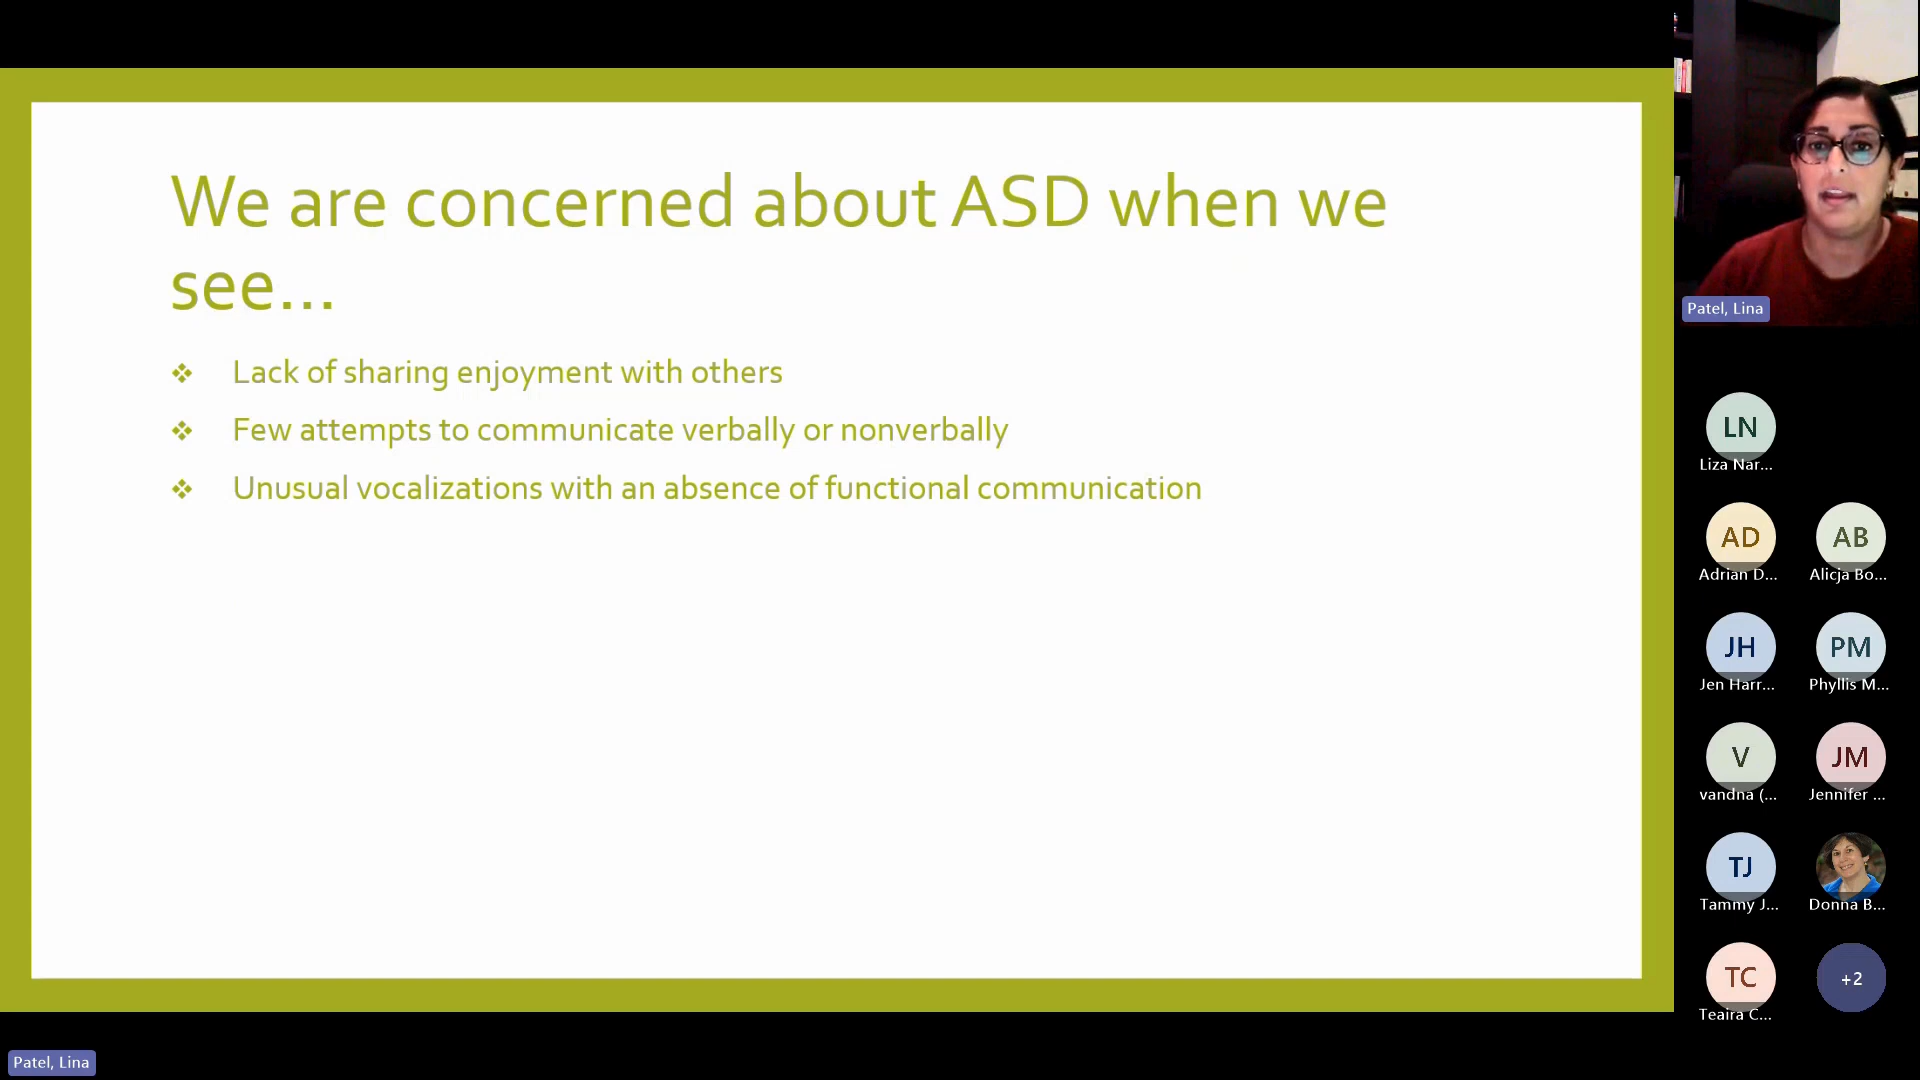 We are concerned about ASD when we
see...
❖ Lack of sharing enjoyment with others
❖ Few attempts to communicate verbally or nonverbally
❖ Unusual vocalizations with an absence of functional communication
Patel, Lina
LN
Liza Nar...
AD
Adrian D...
AB
Alicja Bo...
JH
Jen Harr...
PM
Phyllis M...
V
vandna (...
JM
Jennifer ...
TJ
Tammy J...
Donna B...
TC
Teaira C...
+2
Patel, Lina